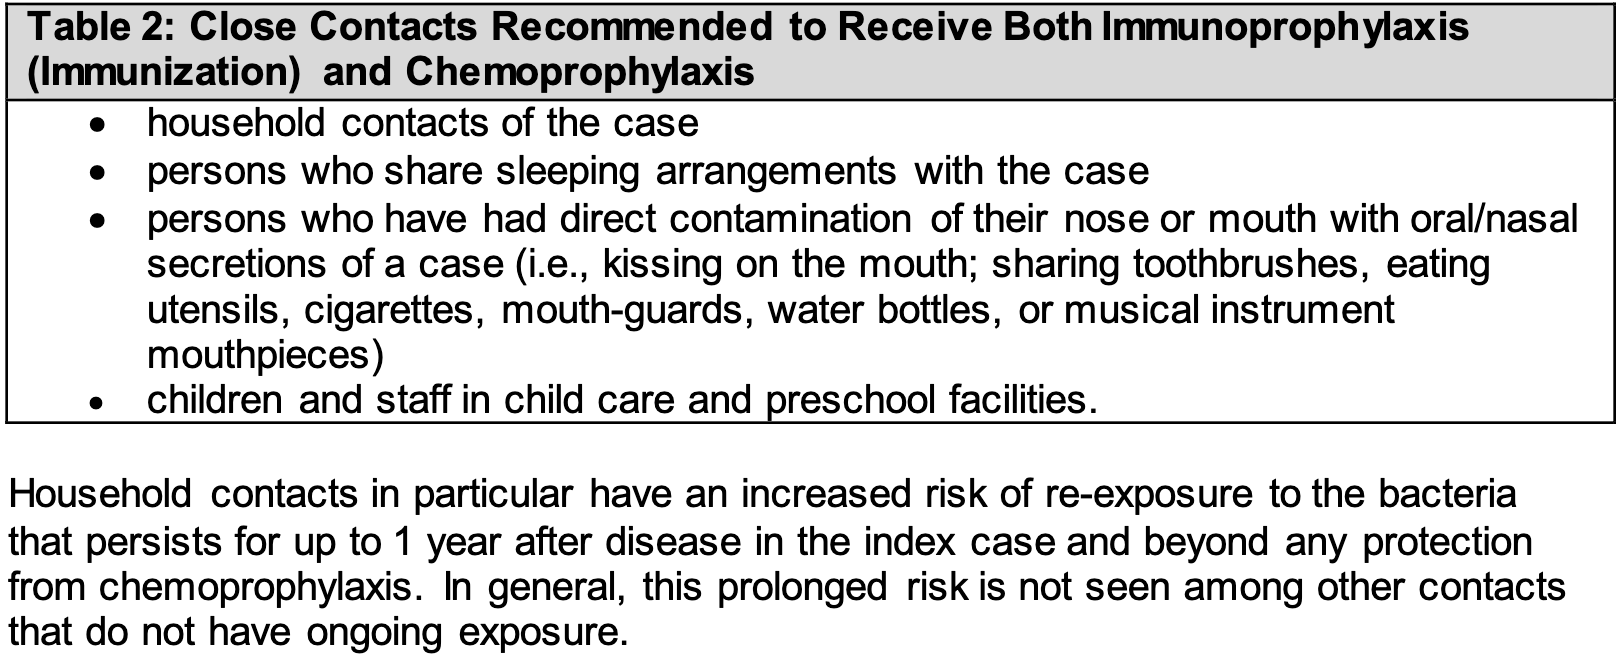 Table 2: Close Contacts Recommended to Receive Both Immunoprophylaxis
(Immunization) and Chemoprophylaxis
• household contacts of the case
• persons who share sleeping arrangements with the case
• persons who have had direct contamination of their nose or mouth with oral/nasal
secretions of a case (i.e., kissing on the mouth; sharing toothbrushes, eating
utensils, cigarettes, mouth-guards, water bottles, or musical instrument
mouthpieces)
• children and staff in child care and preschool facilities.
Household contacts in particular have an increased risk of re-exposure to the bacteria
that persists for up to 1 year after disease in the index case and beyond any protection
from chemoprophylaxis. In general, this prolonged risk is not seen among other contacts
that do not have ongoing exposure.